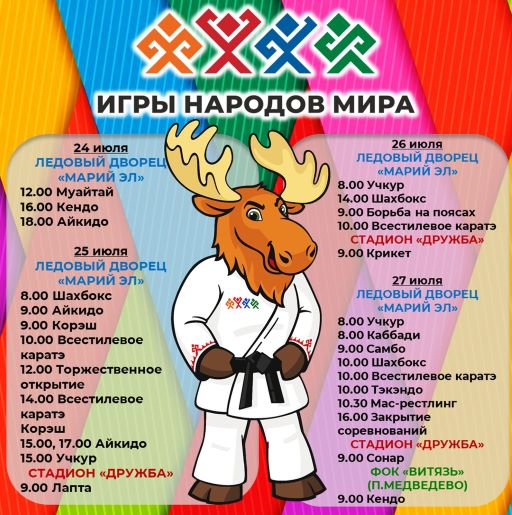 ИГРЫ НАРОДОВ МИРА
24 июля
ЛЕДОВЫЙ ДВОРЕЦ
«МАРИЙ ЭЛ»
12.00 Муайтай
16.00 Кендо
18.00 Айкидо
25 июля
ЛЕДОВЫЙ ДВОРЕЦ
«МАРИЙ ЭЛ»
8.00 Шахбокс
9.00 Айкидо
9.00 Корэш
10.00 Всестилевое
каратэ
12.00 Торжественное
открытие
14.00 Всестилевое
каратэ
Корэш
15.00, 17.00 Айкидо
15.00 Учкур
СТАДИОН «ДРУЖБА»
9.00 Лапта
26 июля
ЛЕДОВЫЙ ДВОРЕЦ
«МАРИЙ ЭЛ»
8.00 Учкур
14.00 Шахбокс
9.00 Борьба на поясах
10.00 Всестилевое каратэ
СТАДИОН «ДРУЖБА»
9.00 Крикет
27 июля
ЛЕДОВЫЙ ДВОРЕЦ
«МАРИЙ ЭЛ»
8.00 Учкур
8.00 Каббади
9.00 Самбо
10.00 Шахбокс
10.00 Всестилевое каратэ
10.00 Тэкэндо
10.30 Мас-рестлинг
16.00 Закрытие
соревнований
СТАДИОН «ДРУЖБА»
9.00 Сонар
ФОК «ВИТЯЗЬ»
(П.МЕДВЕДЕВО)
9.00 Кендо